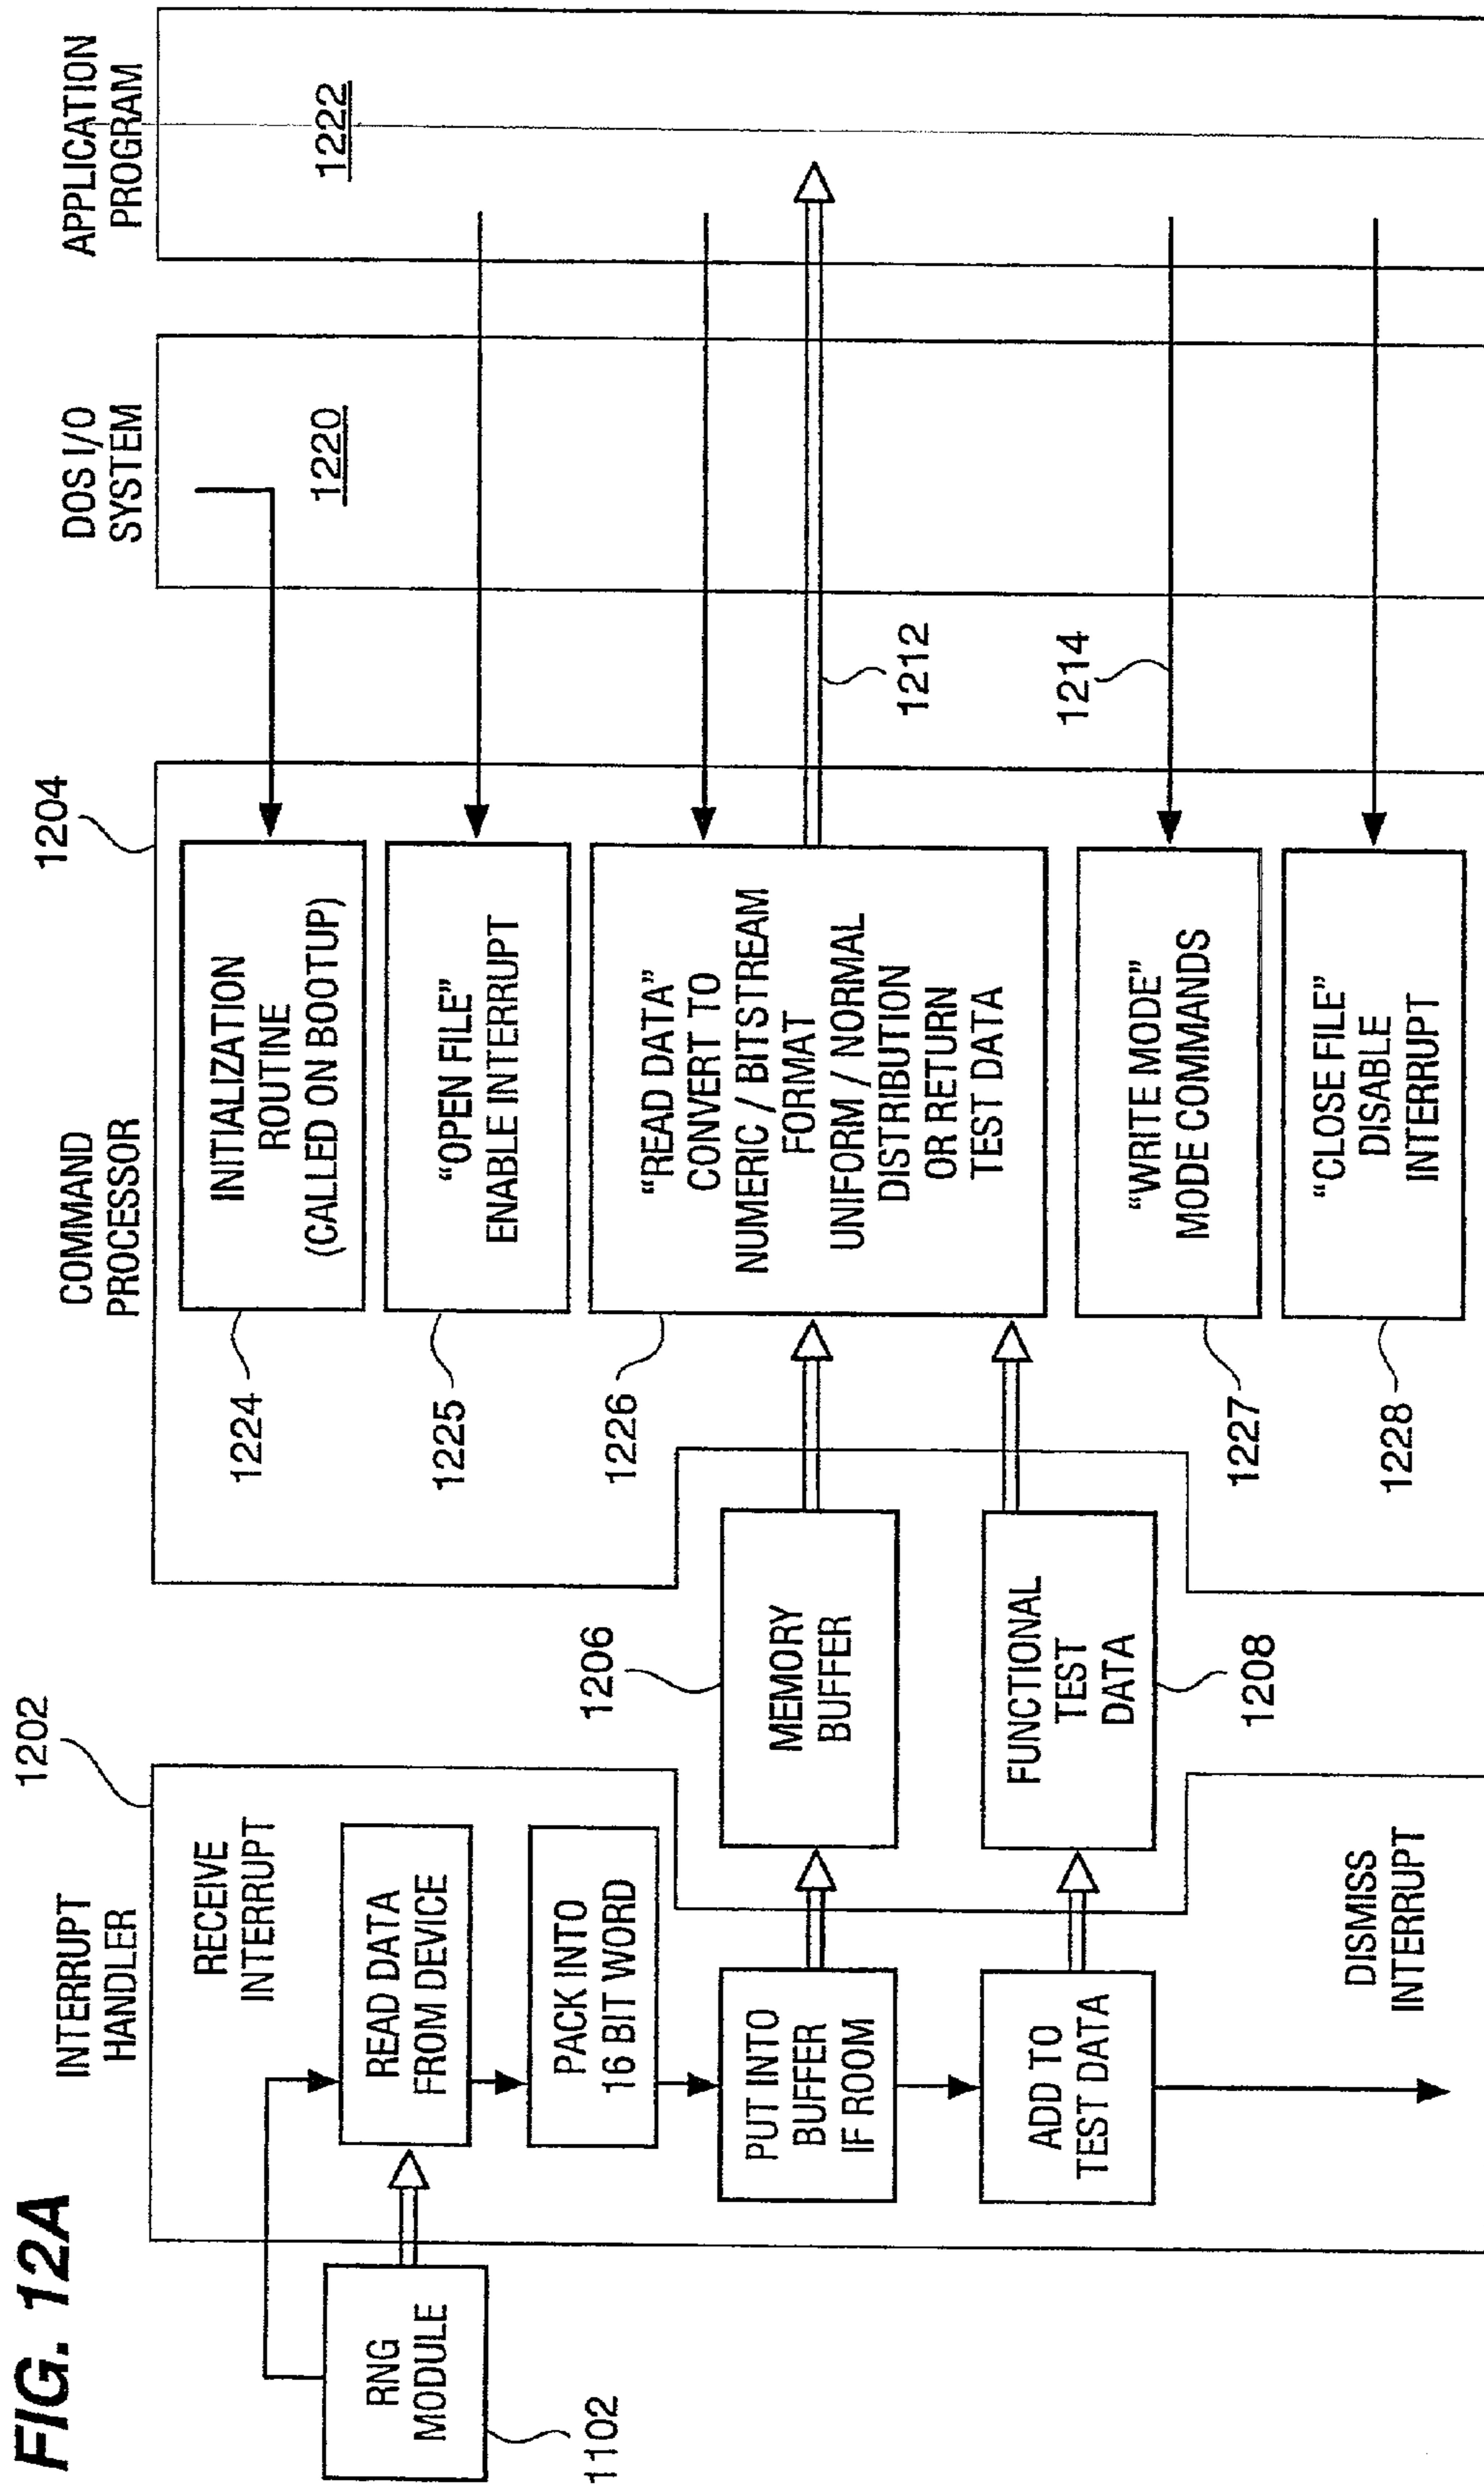 FIG. 12A
INTERRUPT
HANDLER
1202
COMMAND
PROCESSOR
1204
DOS I/O
SYSTEM
APPLICATION
PROGRAM
RNG
MODULE
1102
RECEIVE
INTERRUPT
READ DATA
FROM DEVICE
PACK INTO
16 BIT WORD
PUT INTO
BUFFER
IF ROOM
ADD TO
TEST DATA
DISMISS
INTERRUPT
MEMORY
BUFFER
1206
FUNCTIONAL
TEST
DATA
1208
INITIALIZATION
ROUTINE
(CALLED ON BOOTUP)
1224
“OPEN FILE”
ENABLE INTERRUPT
1225
“READ DATA”
CONVERT TO
NUMERIC / BITSTREAM
FORMAT
UNIFORM / NORMAL
DISTRIBUTION
OR RETURN
TEST DATA
1226
“WRITE MODE”
MODE COMMANDS
1227
“CLOSE FILE”
DISABLE
INTERRUPT
1228
1212
1214
1220
1222